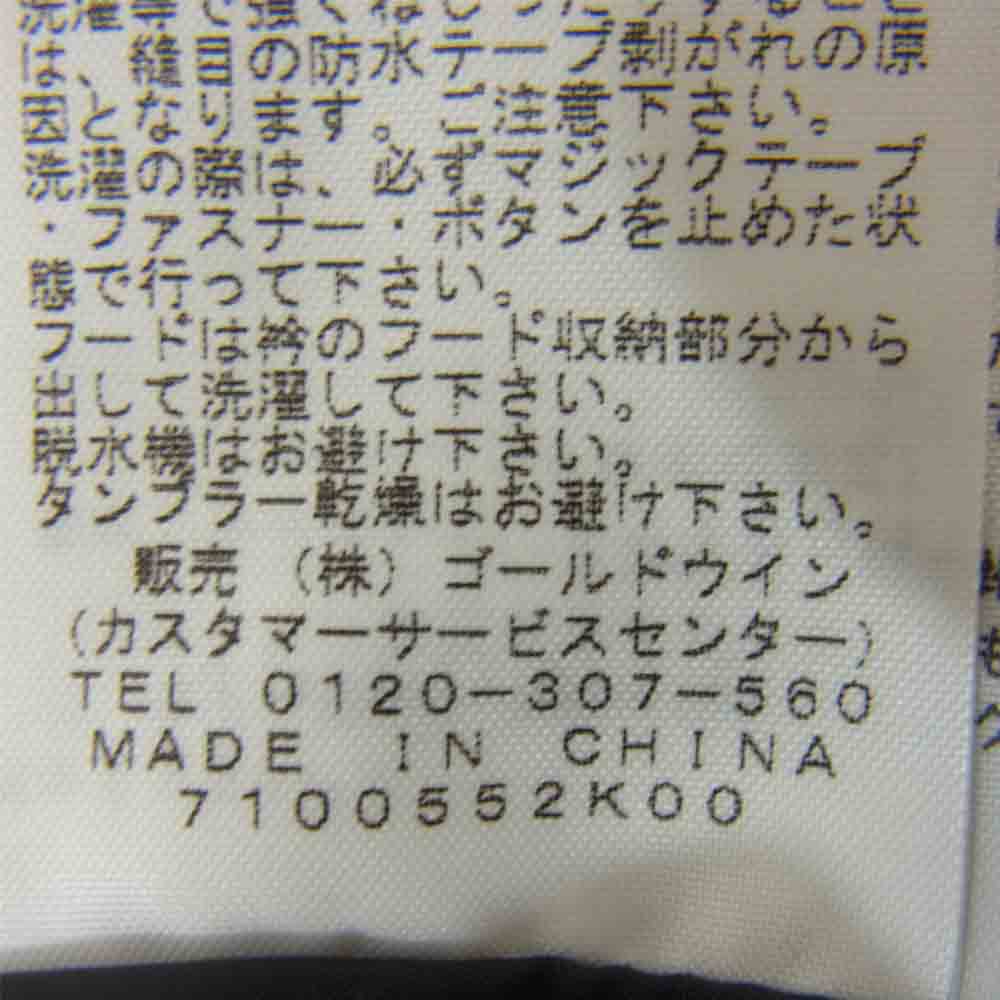 は縫目の防水テープ剥がれの原
因となります。ご注意下さい。
洗濯の際は、必ずマジックテープ
・ファスナー・ボタンを止めた状
態で行って下さい。
フードは衿のフード収納部分から
出して洗濯して下さい。
脱水機はお避け下さい。
タンブラー乾燥はお避け下さい。
販売 (株) ゴールドウイン
(カスタマーサービスセンター)
TEL 0120-307-560
MADE IN CHINA
7100552K00